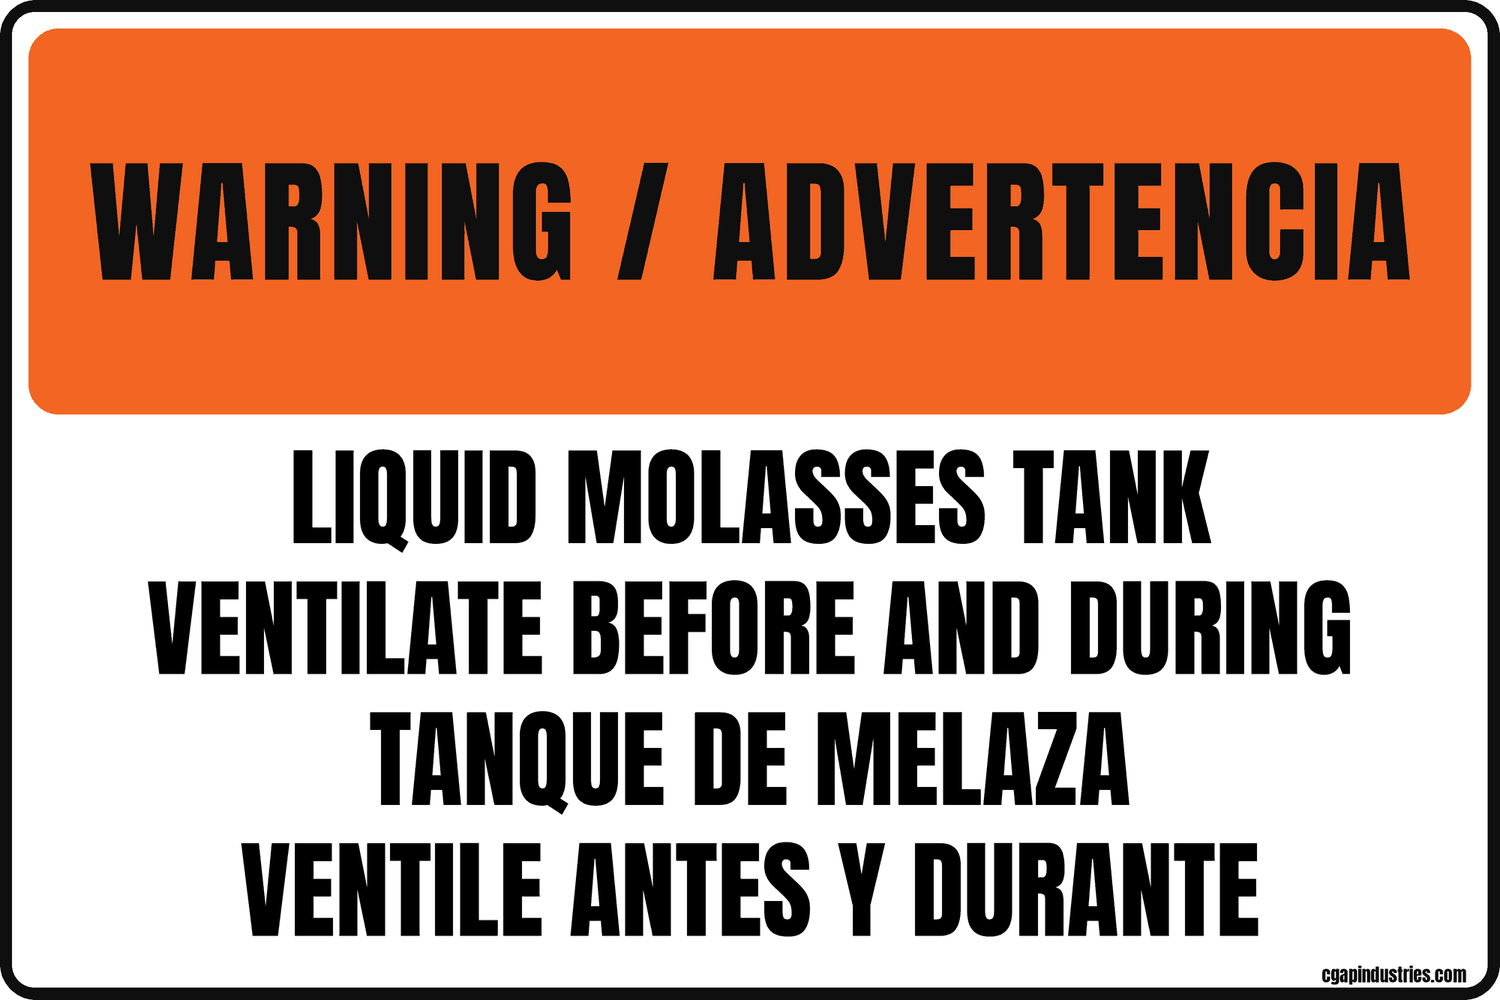 WARNING / ADVERTENCIA
LIQUID MOLASSES TANK
VENTILATE BEFORE AND DURING
TANQUE DE MELAZA
VENTILE ANTES Y DURANTE
cgapindustries.com